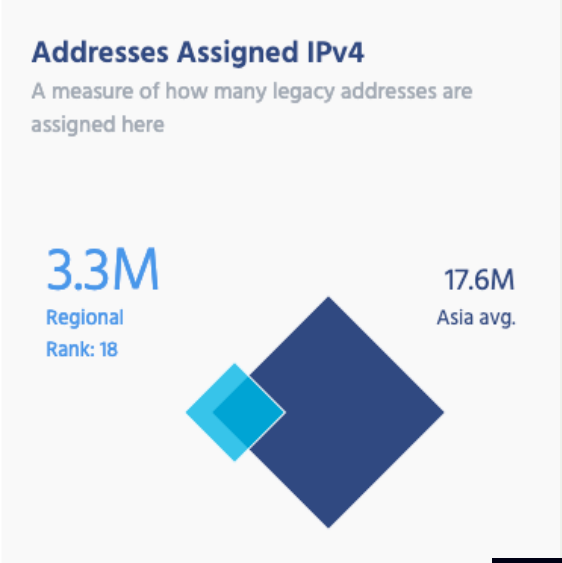 Addresses Assigned IPv4
A measure of how many legacy addresses are
assigned here
3.3M
Regional
Rank: 18
17.6M
Asia avg.